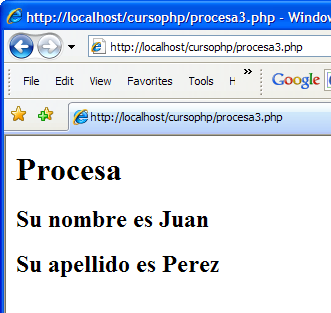 http://localhost/cursophp/procesa3.php - Windo
http://localhost/cursophp/procesa3.php
File Edit View Favorites Tools H » Google
http://localhost/cursophp/procesa3.php
Procesa
Su nombre es Juan
Su apellido es Perez